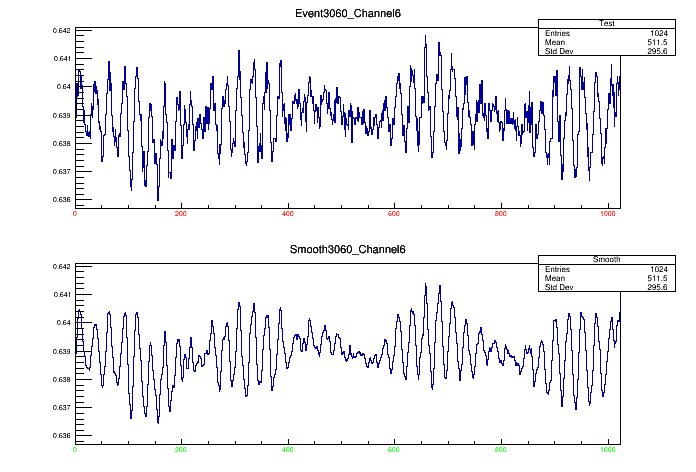 Event3060_Channel6
Test
Entries 1024
Mean 511.5
Std Dev 295.6
0.642
0.641
0.64
0.639
0.638
0.637
0.636
0 200 400 600 800 1000
Smooth3060_Channel6
Smooth
Entries 1024
Mean 511.5
Std Dev 295.6
0.642
0.641
0.64
0.639
0.638
0.637
0.636
0 200 400 600 800 1000